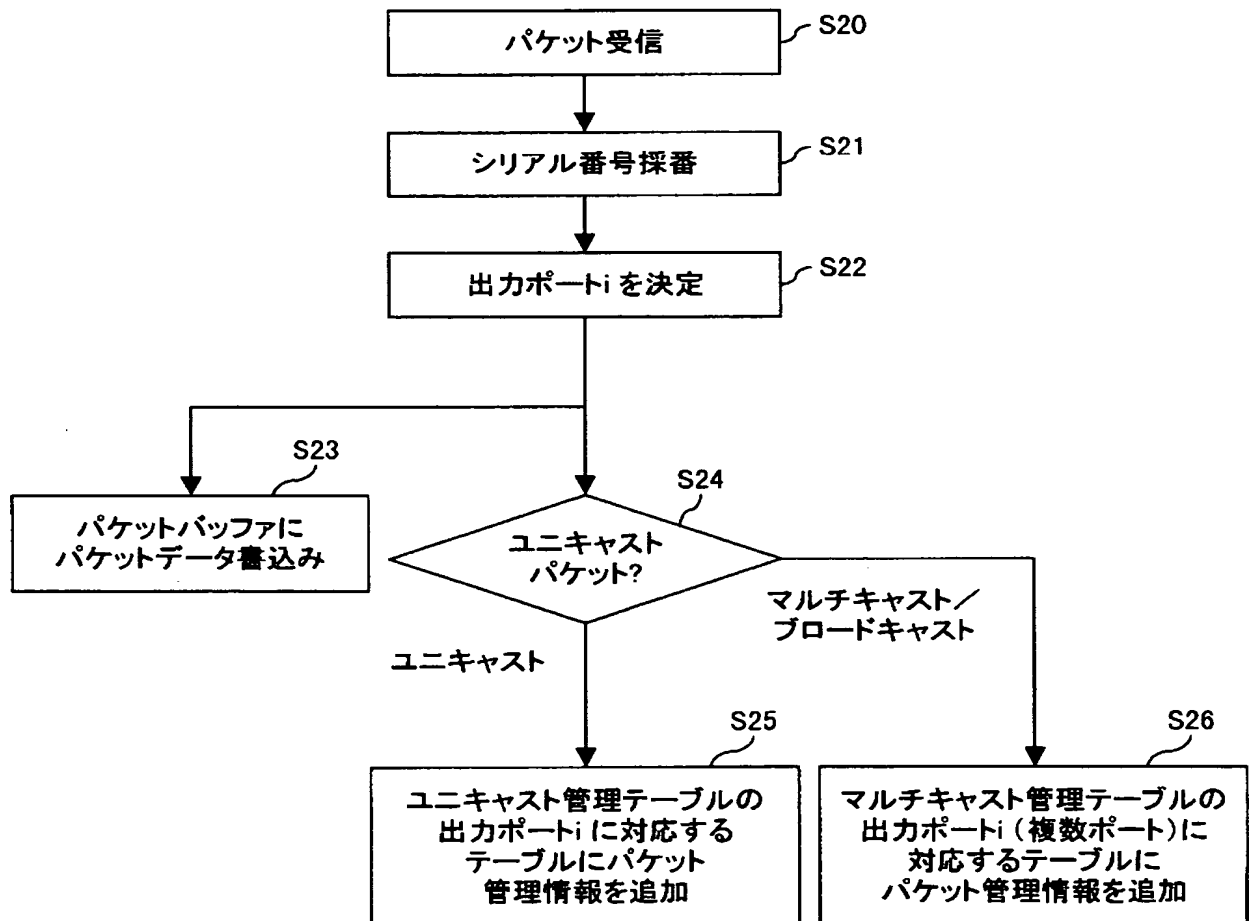 パケット受信
S20
シリアル番号採番
S21
出力ポートi を決定
S22
S23
パケットバッファに
パケットデータ書込み
S24
ユニキャスト
パケット?
マルチキャスト／
ブロードキャスト
ユニキャスト
S25
ユニキャスト管理テーブルの
出力ポートi に対応する
テーブルにパケット
管理情報を追加
S26
マルチキャスト管理テーブルの
出力ポートi (複数ポート)に
対応するテーブルに
パケット管理情報を追加